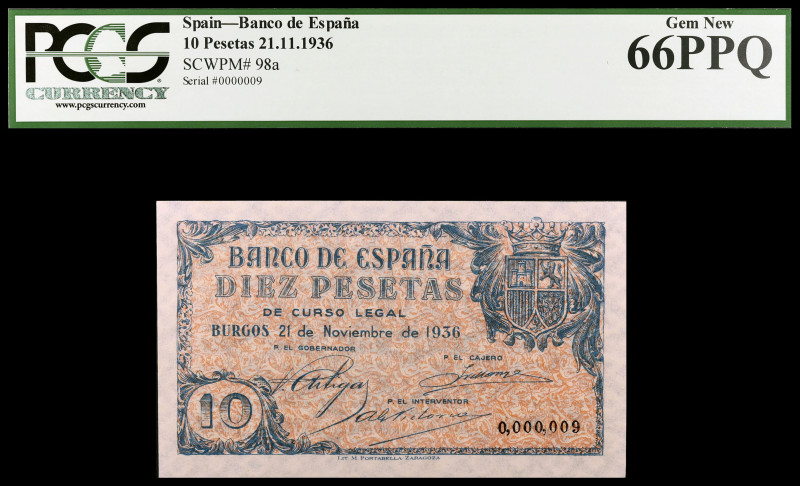 PCGS
CURRENCY
www.pcgscurrency.com
Spain—Banco de España
10 Pesetas 21.11.1936
SCWPM# 98a
Serial #0000009
Gem New
66PPQ
BANCO DE ESPAÑA
DIEZ PESETAS
DE CURSO LEGAL
BURGOS 21 de Noviembre de 1936
P. EL GOBERNADOR
P. EL CAJERO
P. EL INTERVENTOR
10
0,000,009
LIT. M. PORTABELLA-ZARAGOZA